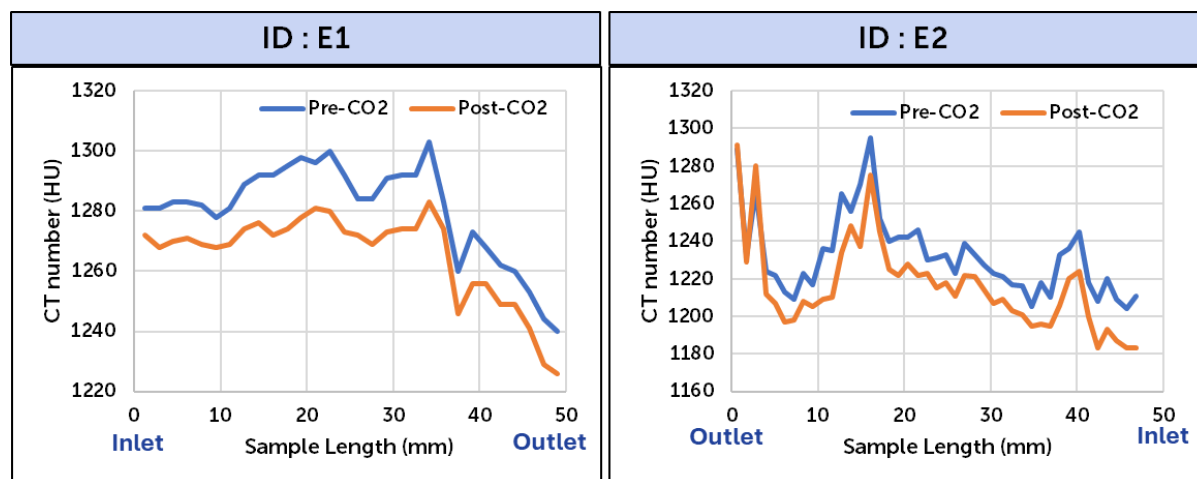 ID : E1
1320
1300
1280
1260
1240
1220
CT number (HU)
Pre-CO2
Post-CO2
0
10
20
30
40
50
Inlet
Sample Length (mm)
Outlet
ID : E2
1320
1300
1280
1260
1240
1220
1200
1180
1160
CT number (HU)
Pre-CO2
Post-CO2
0
10
20
30
40
50
Outlet
Sample Length (mm)
Inlet